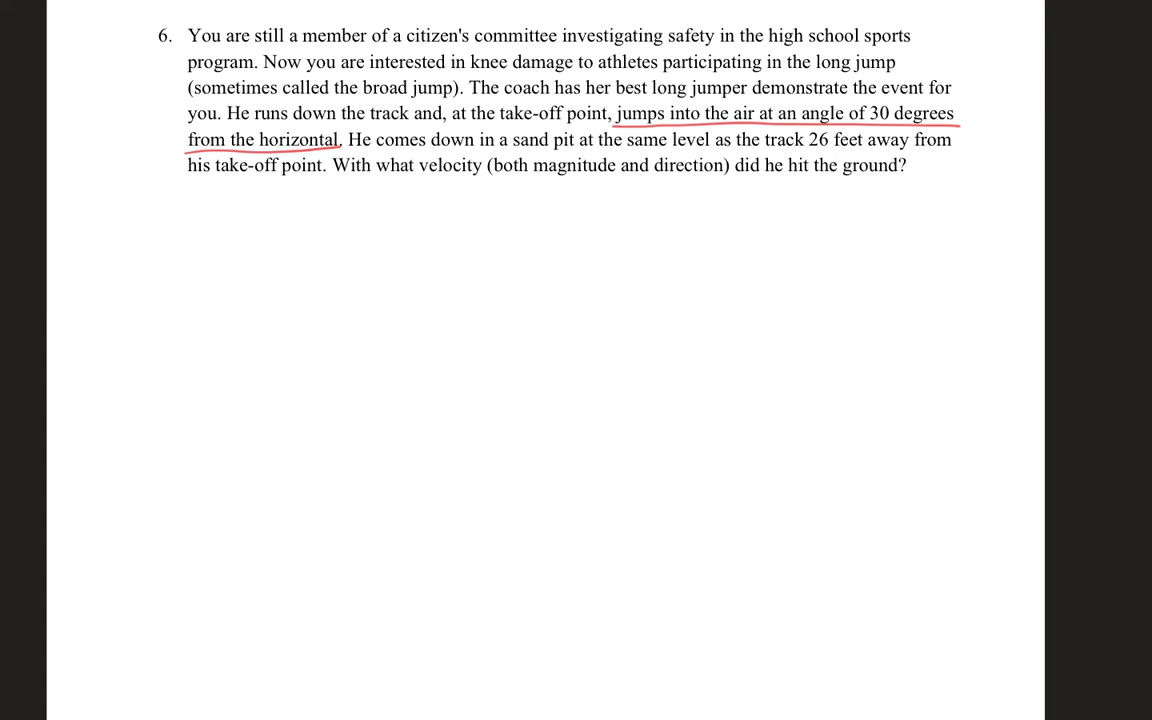 6. You are still a member of a citizen's committee investigating safety in the high school sports
program. Now you are interested in knee damage to athletes participating in the long jump
(sometimes called the broad jump). The coach has her best long jumper demonstrate the event for
you. He runs down the track and, at the take-off point, jumps into the air at an angle of 30 degrees
from the horizontal. He comes down in a sand pit at the same level as the track 26 feet away from
his take-off point. With what velocity (both magnitude and direction) did he hit the ground?